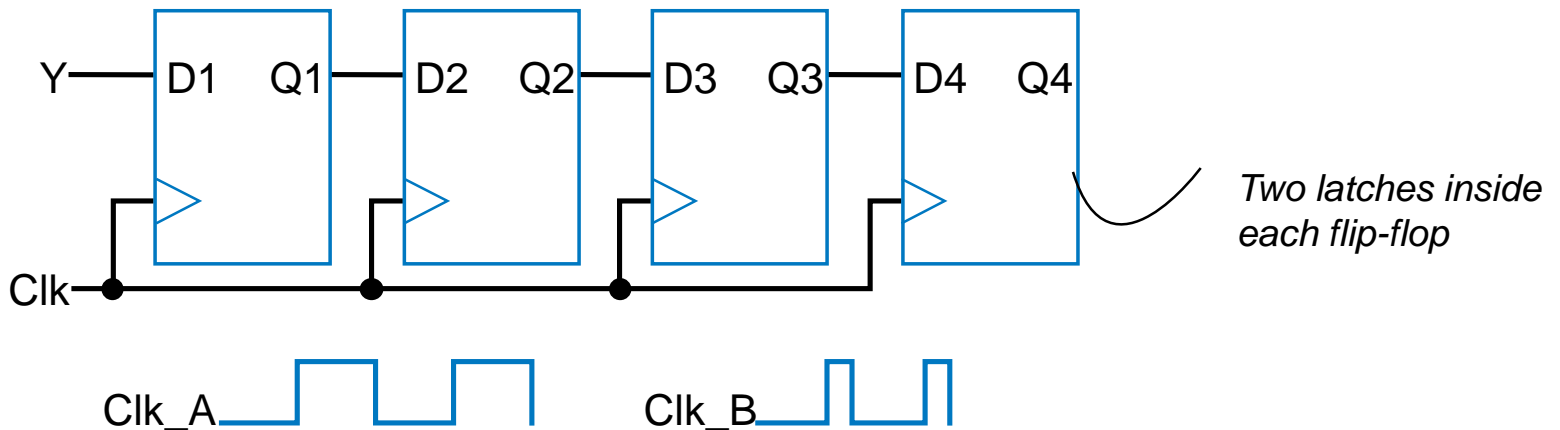 Y D1 Q1 D2 Q2 D3 Q3 D4 Q4
Two latches inside
each flip-flop
Clk
Clk_A Clk_B